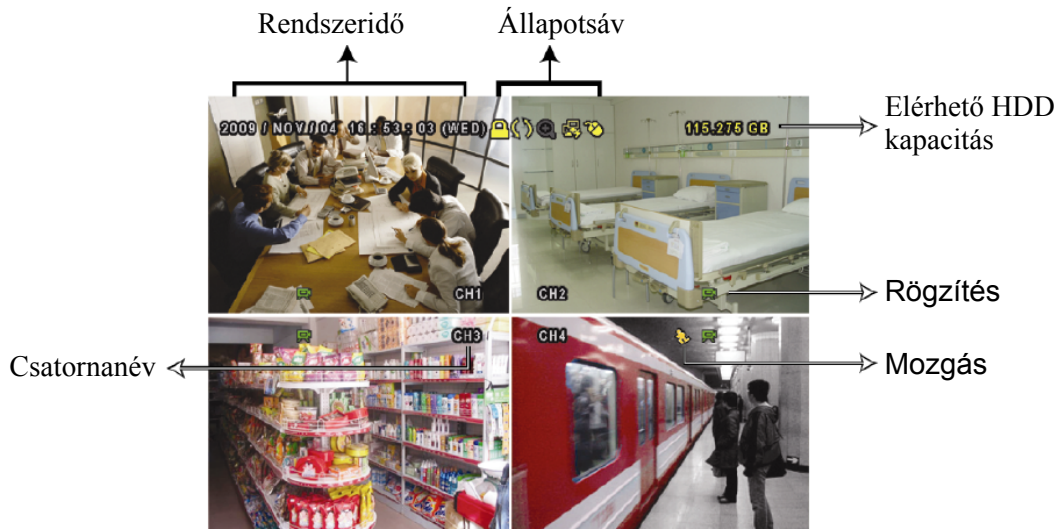 Rendszeridő
Állapotsáv
2009 / NOV / 04 16 : 53 : 03 (WED)
115.275 GB
Elérhető HDD
kapacitás
CH1
CH2
Rögzítés
CH3
CH4
Csatornanév
Mozgás